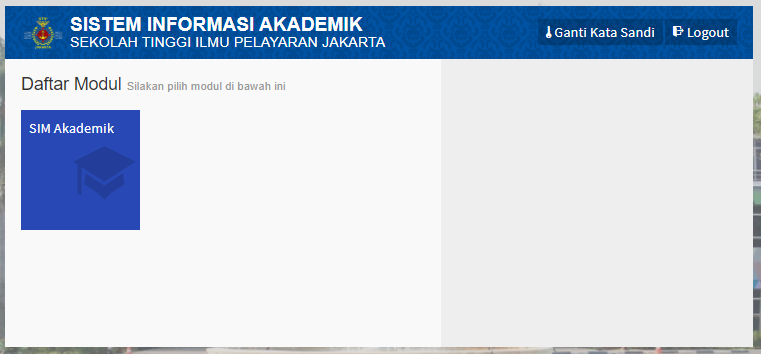 SISTEM INFORMASI AKADEMIK
SEKOLAH TINGGI ILMU PELAYARAN JAKARTA
Ganti Kata Sandi
Logout
Daftar Modul Silakan pilih modul di bawah ini
SIM Akademik